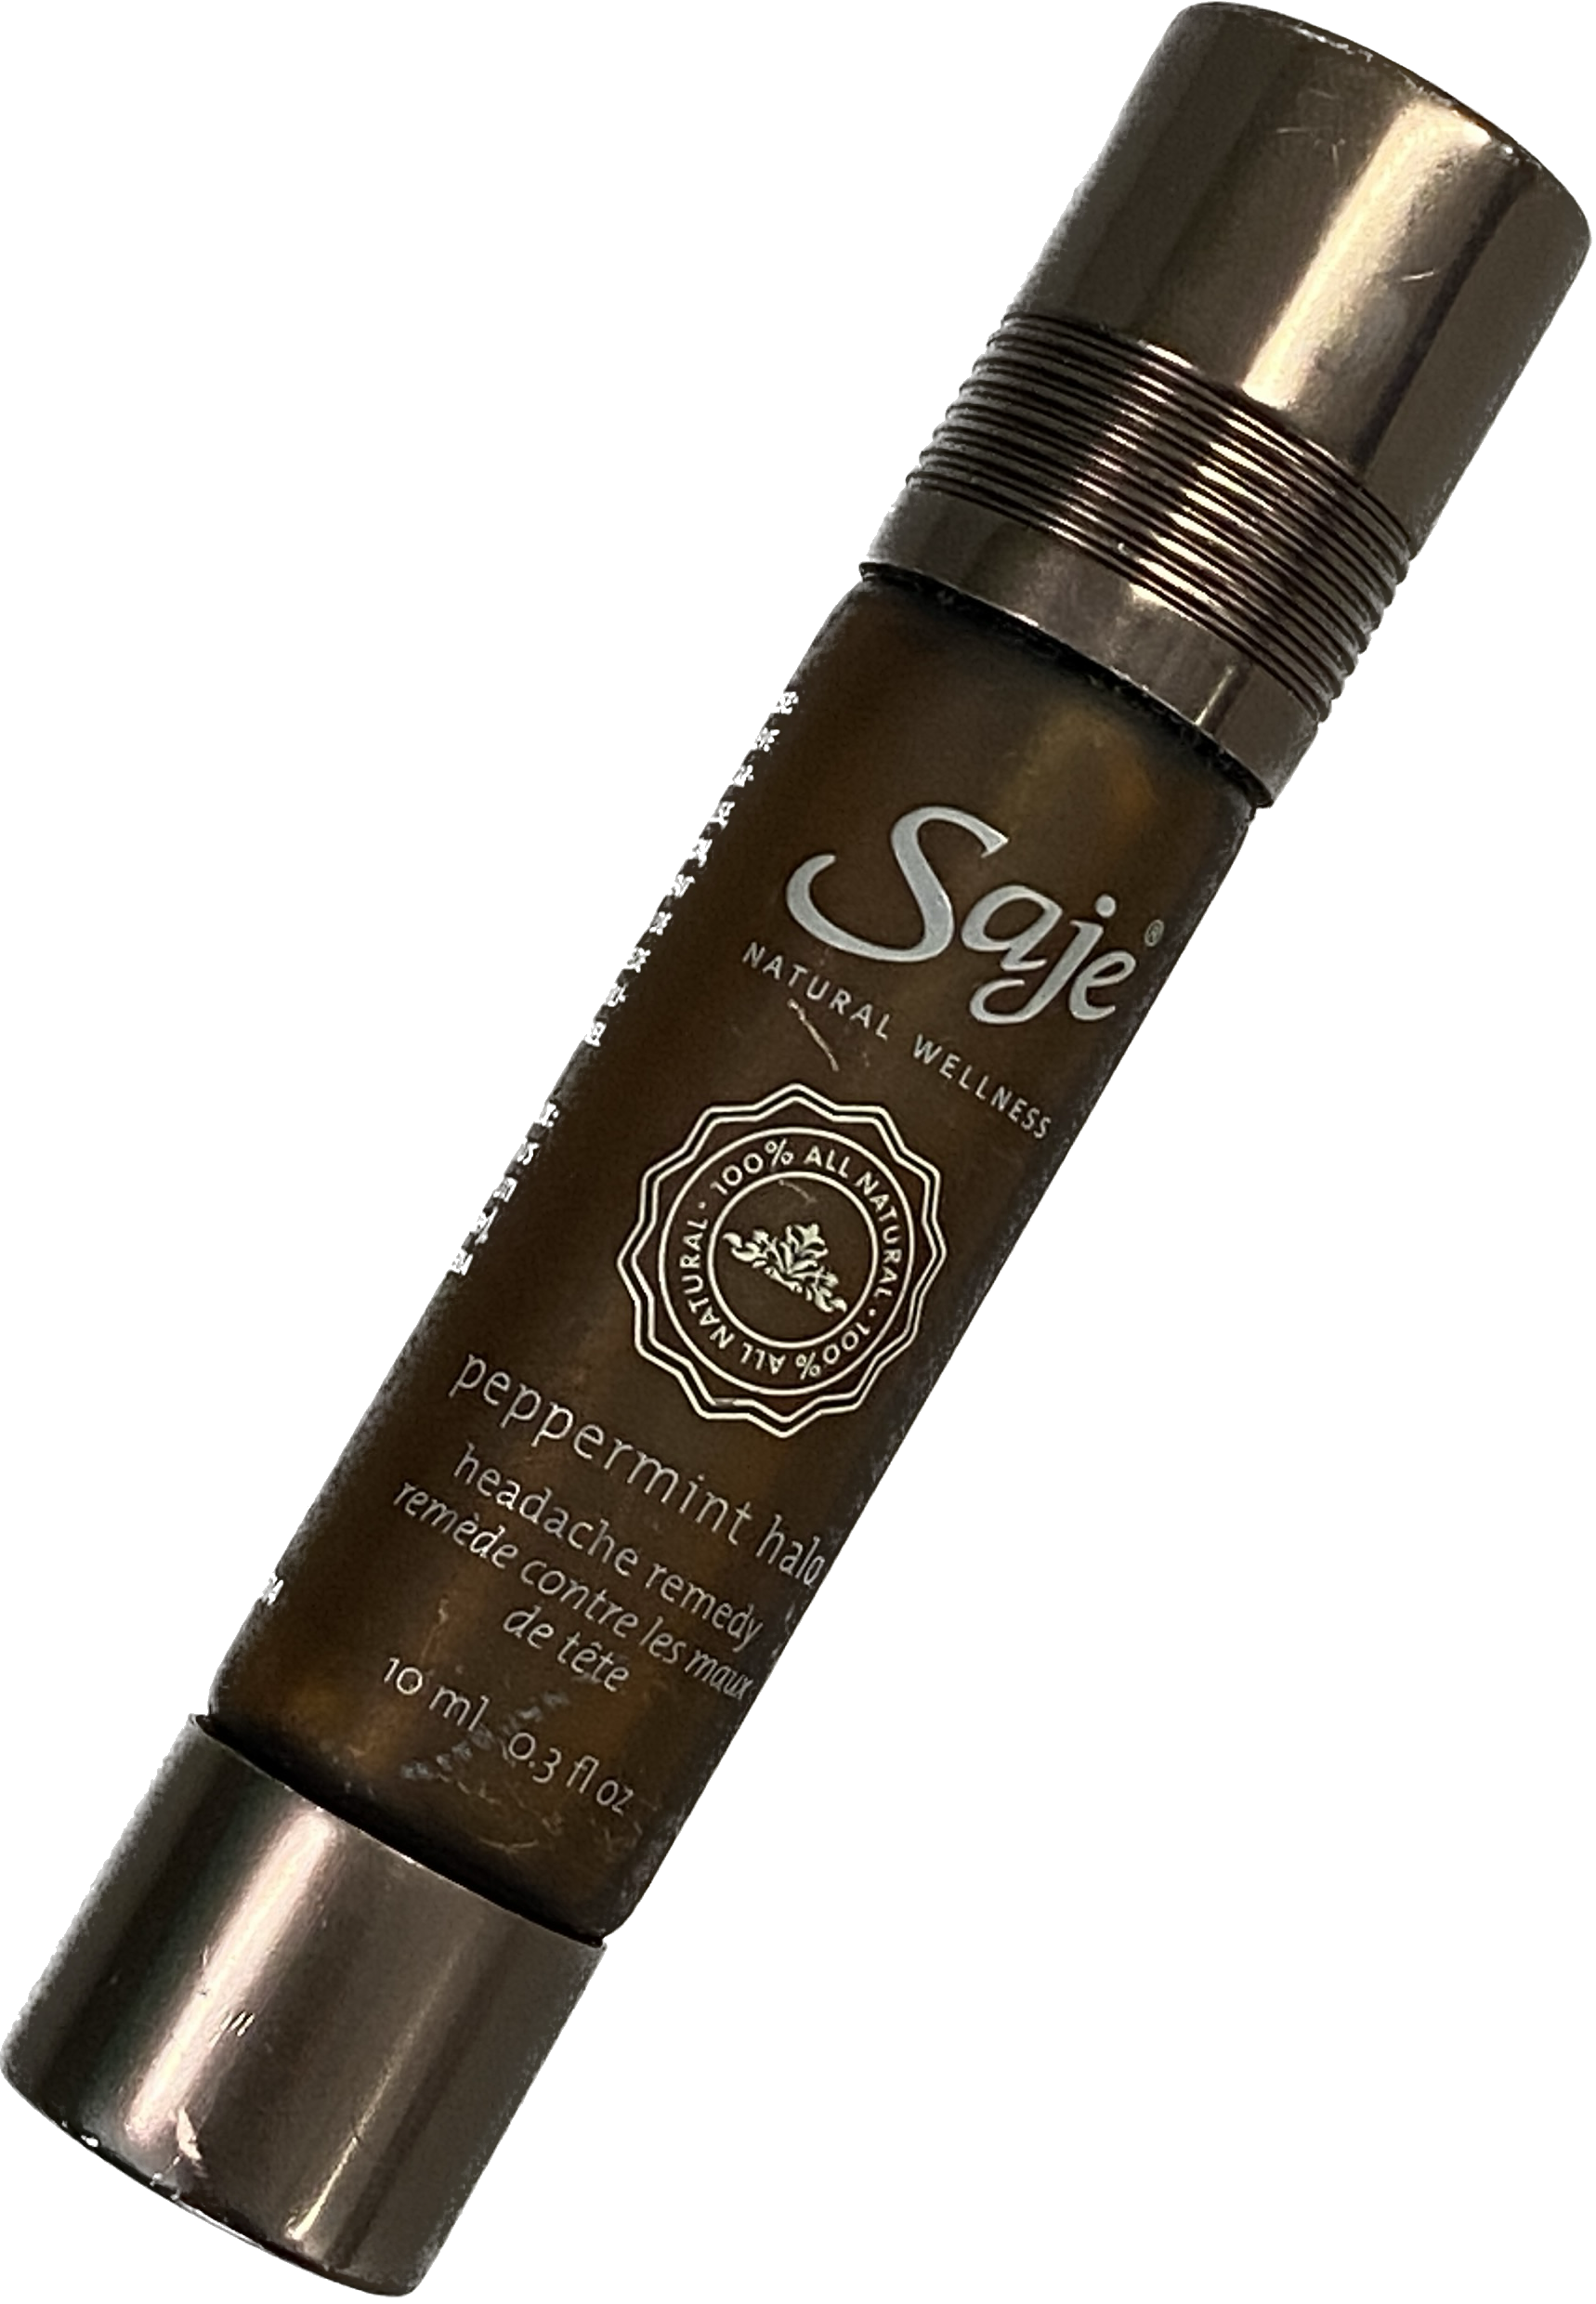 Saje®
NATURAL WELLNESS
100% ALL NATURAL · 100% ALL NATURAL ·
peppermint halo
headache remedy
remède contre les maux
de tête
10 ml 0.3 fl oz